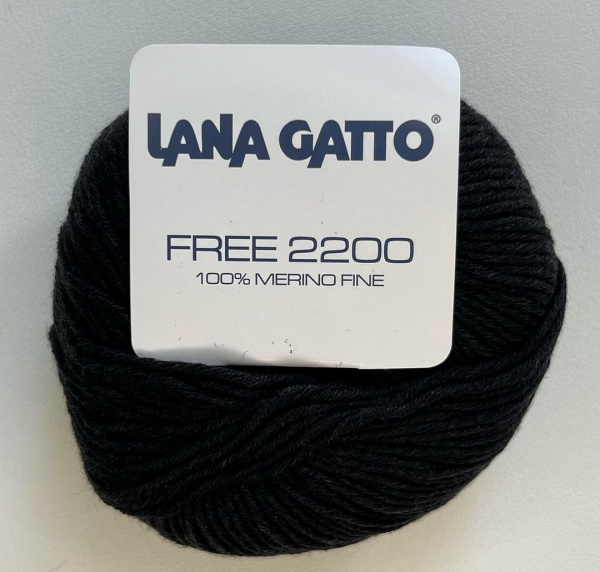 LANA GATTO®
FREE 2200
100% MERINO FINE